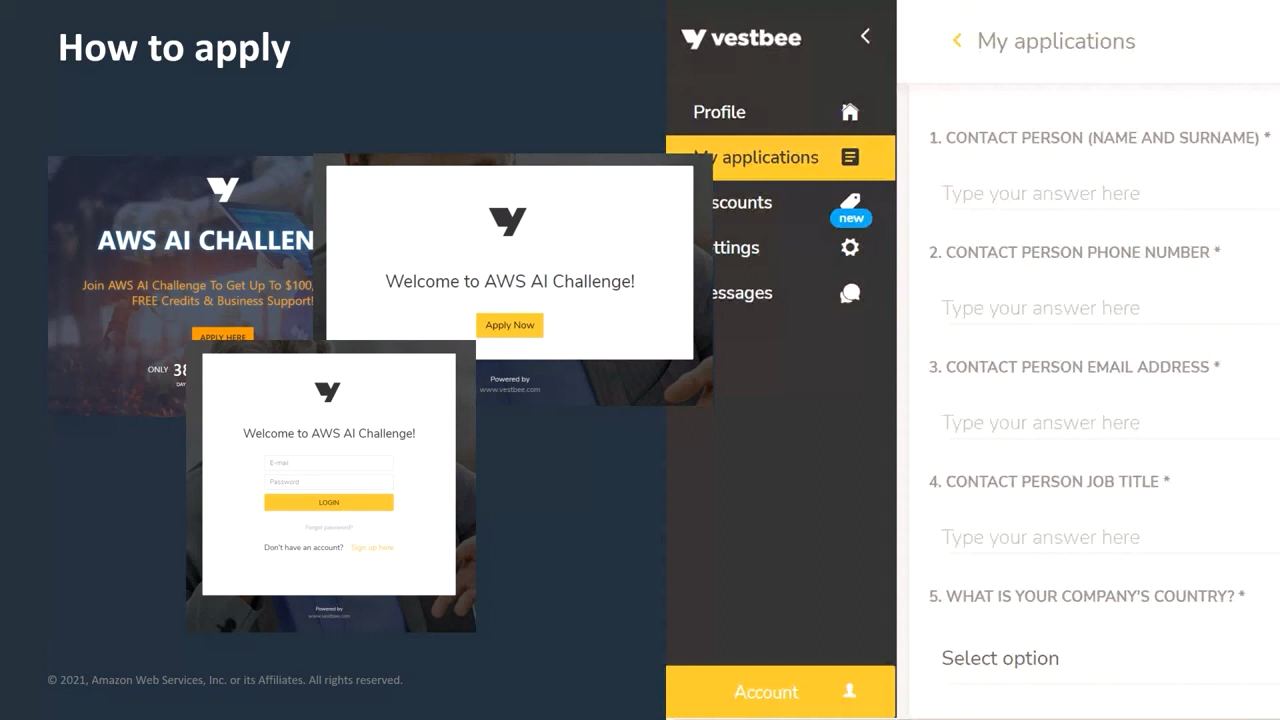 How to apply
AWS AI CHALLEN
Join AWS AI Challenge To Get Up To $100,
FREE Credits & Business Support!
APPLY HERE
ONLY 38
DAY
Welcome to AWS AI Challenge!
Apply Now
Powered by
www.vestbee.com
Welcome to AWS AI Challenge!
E-mail
Password
LOGIN
Forgot password?
Don't have an account? Sign up here
Powered by
www.vestbee.com
© 2021, Amazon Web Services, Inc. or its Affiliates. All rights reserved.
vestbee
Profile
My applications
scounts
new
ttings
essages
Account
My applications
1. CONTACT PERSON (NAME AND SURNAME) *
Type your answer here
2. CONTACT PERSON PHONE NUMBER *
Type your answer here
3. CONTACT PERSON EMAIL ADDRESS *
Type your answer here
4. CONTACT PERSON JOB TITLE *
Type your answer here
5. WHAT IS YOUR COMPANY'S COUNTRY? *
Select option